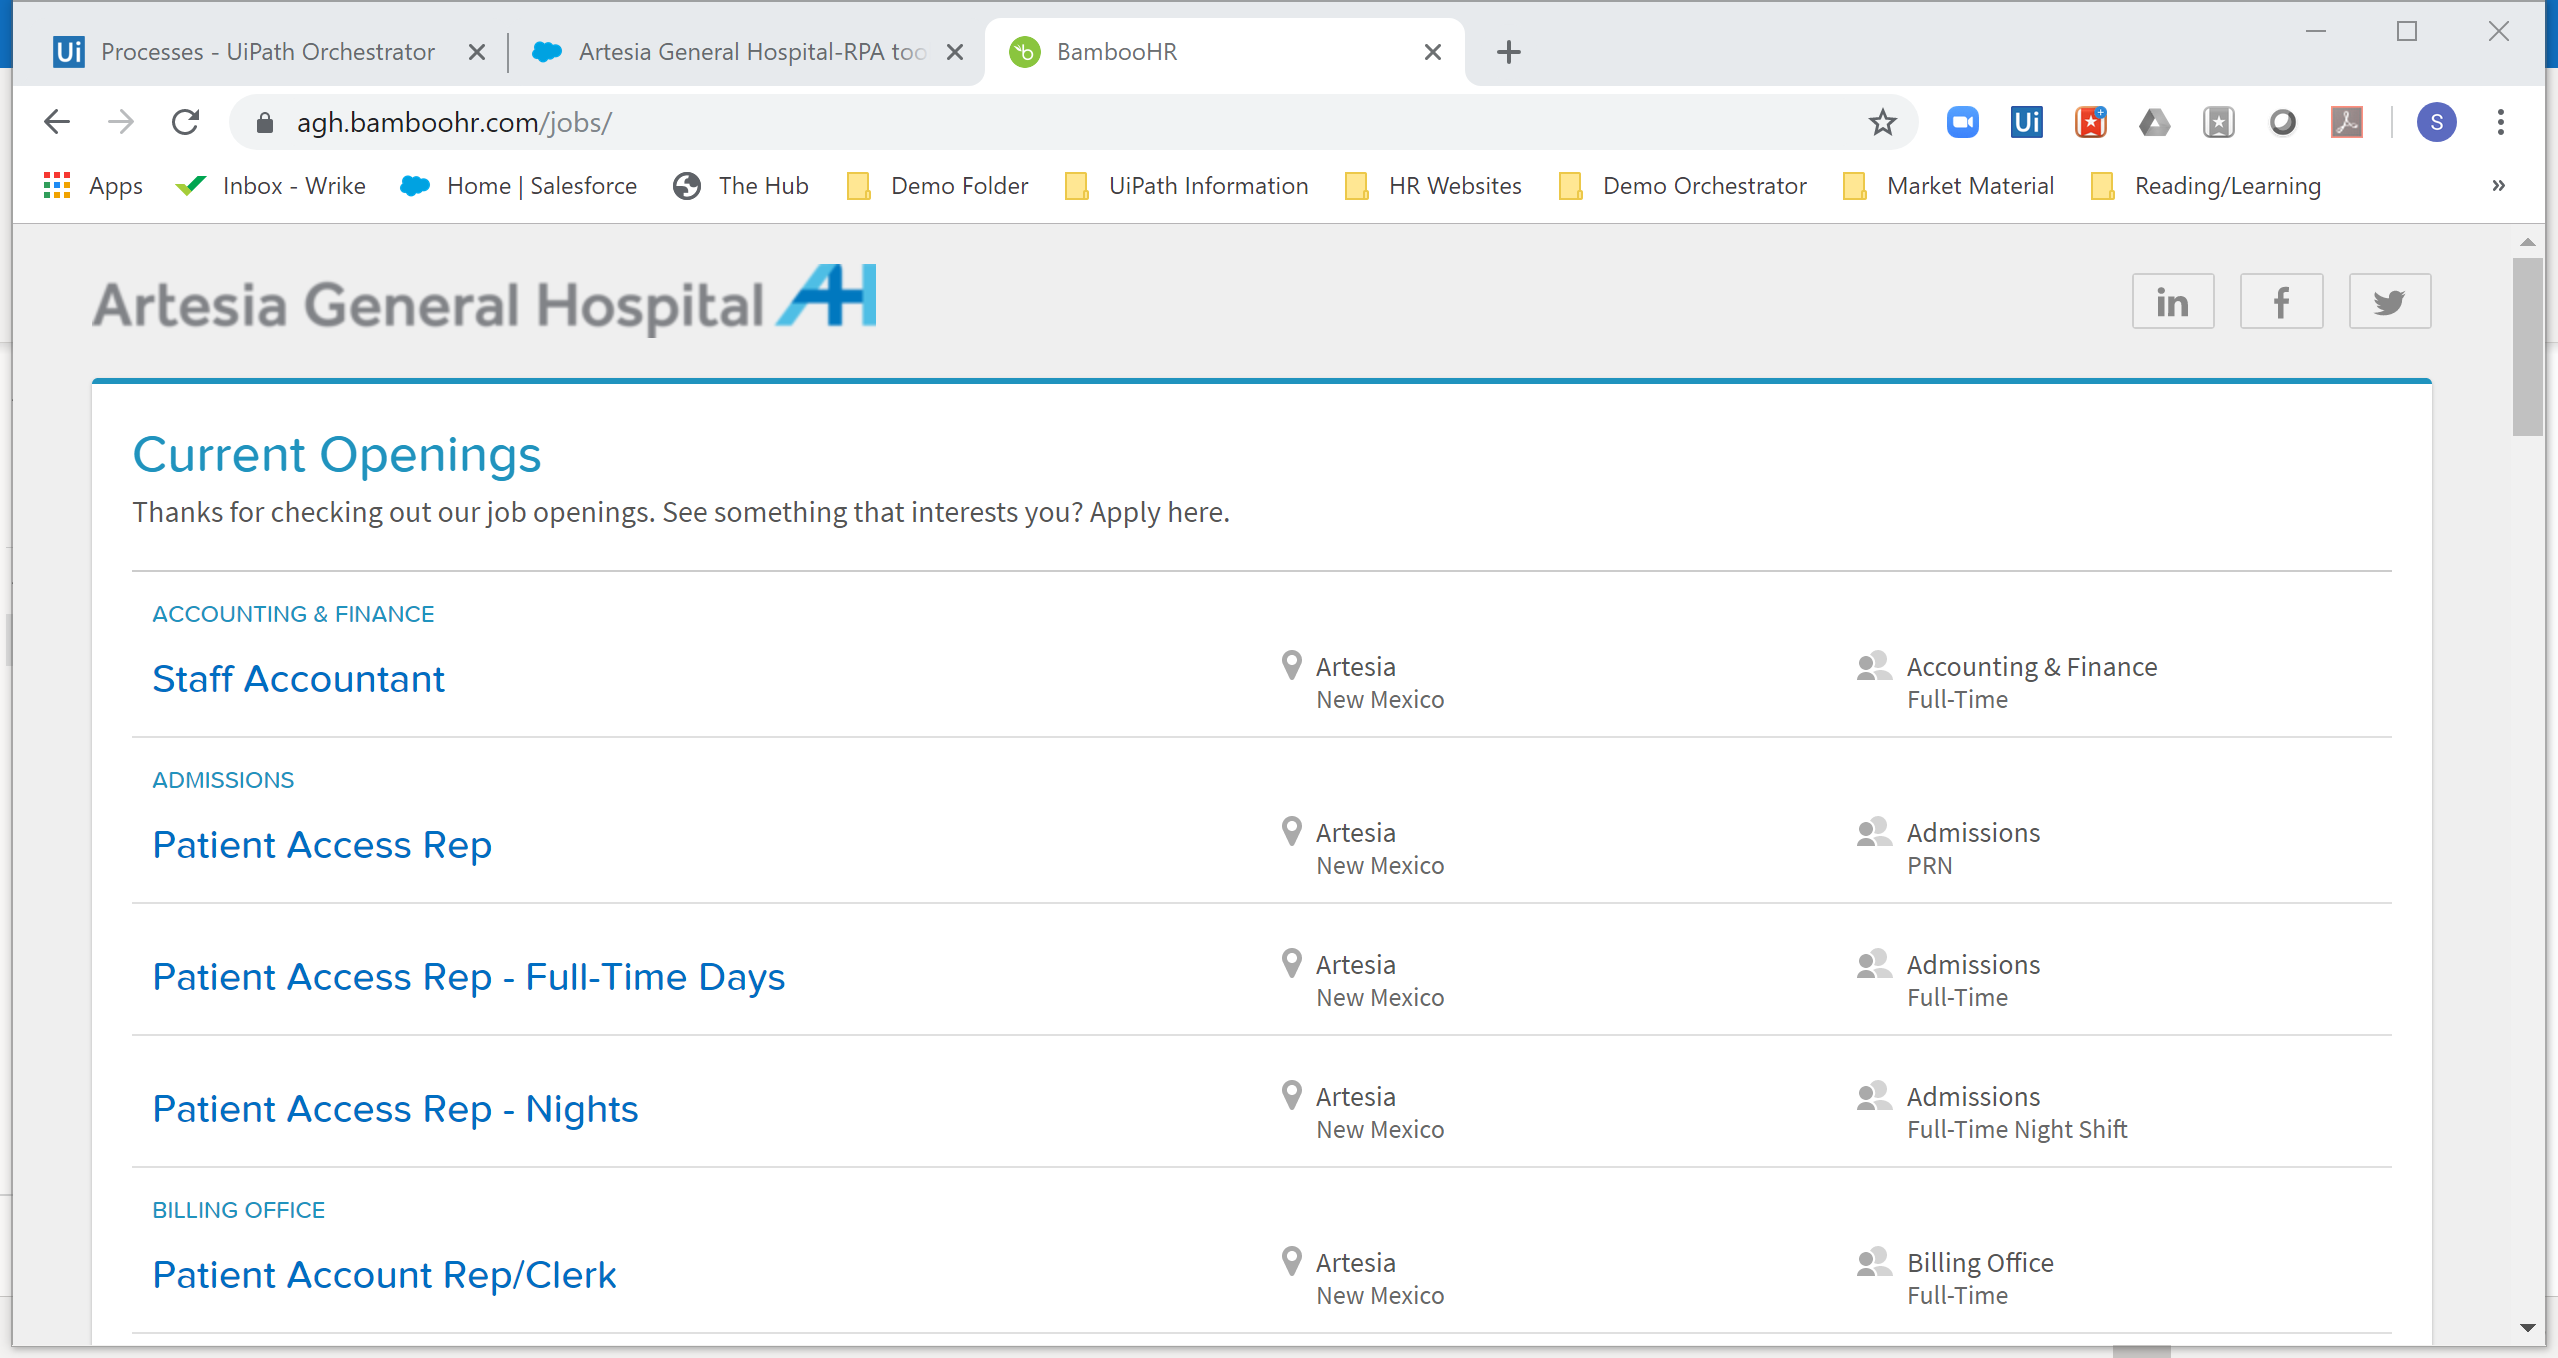 Processes - UiPath Orchestrator
Artesia General Hospital-RPA too
BambooHR
agh.bamboohr.com/jobs/
Ui
S
Apps
Inbox - Wrike
Home | Salesforce
The Hub
Demo Folder
UiPath Information
HR Websites
Demo Orchestrator
Market Material
Reading/Learning
»
Artesia General Hospital AH
in f
Current Openings
Thanks for checking out our job openings. See something that interests you? Apply here.
ACCOUNTING & FINANCE
Staff Accountant
Artesia
New Mexico
Accounting & Finance
Full-Time
ADMISSIONS
Patient Access Rep
Artesia
New Mexico
Admissions
PRN
Patient Access Rep - Full-Time Days
Artesia
New Mexico
Admissions
Full-Time
Patient Access Rep - Nights
Artesia
New Mexico
Admissions
Full-Time Night Shift
BILLING OFFICE
Patient Account Rep/Clerk
Artesia
New Mexico
Billing Office
Full-Time